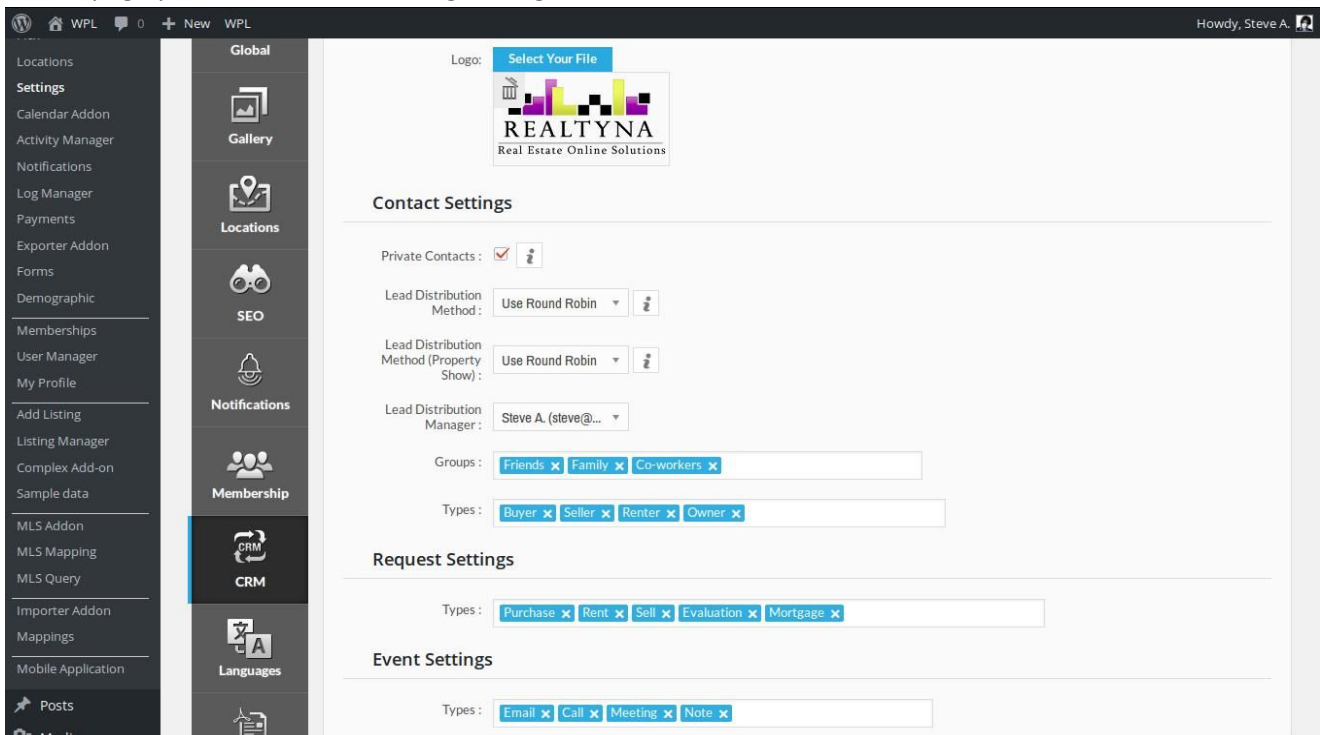 WPL 0 + New WPL Howdy, Steve A.
Locations
Settings
Calendar Addon
Activity Manager
Notifications
Log Manager
Payments
Exporter Addon
Forms
Demographic
Memberships
User Manager
My Profile
Add Listing
Listing Manager
Complex Add-on
Sample data
MLS Addon
MLS Mapping
MLS Query
Importer Addon
Mappings
Mobile Application
Posts
Global
Gallery
Locations
SEO
Notifications
Membership
CRM
CRM
文 A
Languages
Logo: Select Your File
REALTYNA
Real Estate Online Solutions
Contact Settings
Private Contacts : i
Lead Distribution
Method : Use Round Robin i
Lead Distribution
Method (Property
Show) : Use Round Robin i
Lead Distribution
Manager : Steve A. (steve@...
Groups : Friends x Family x Co-workers x
Types : Buyer x Seller x Renter x Owner x
Request Settings
Types : Purchase x Rent x Sell x Evaluation x Mortgage x
Event Settings
Types : Email x Call x Meeting x Note x